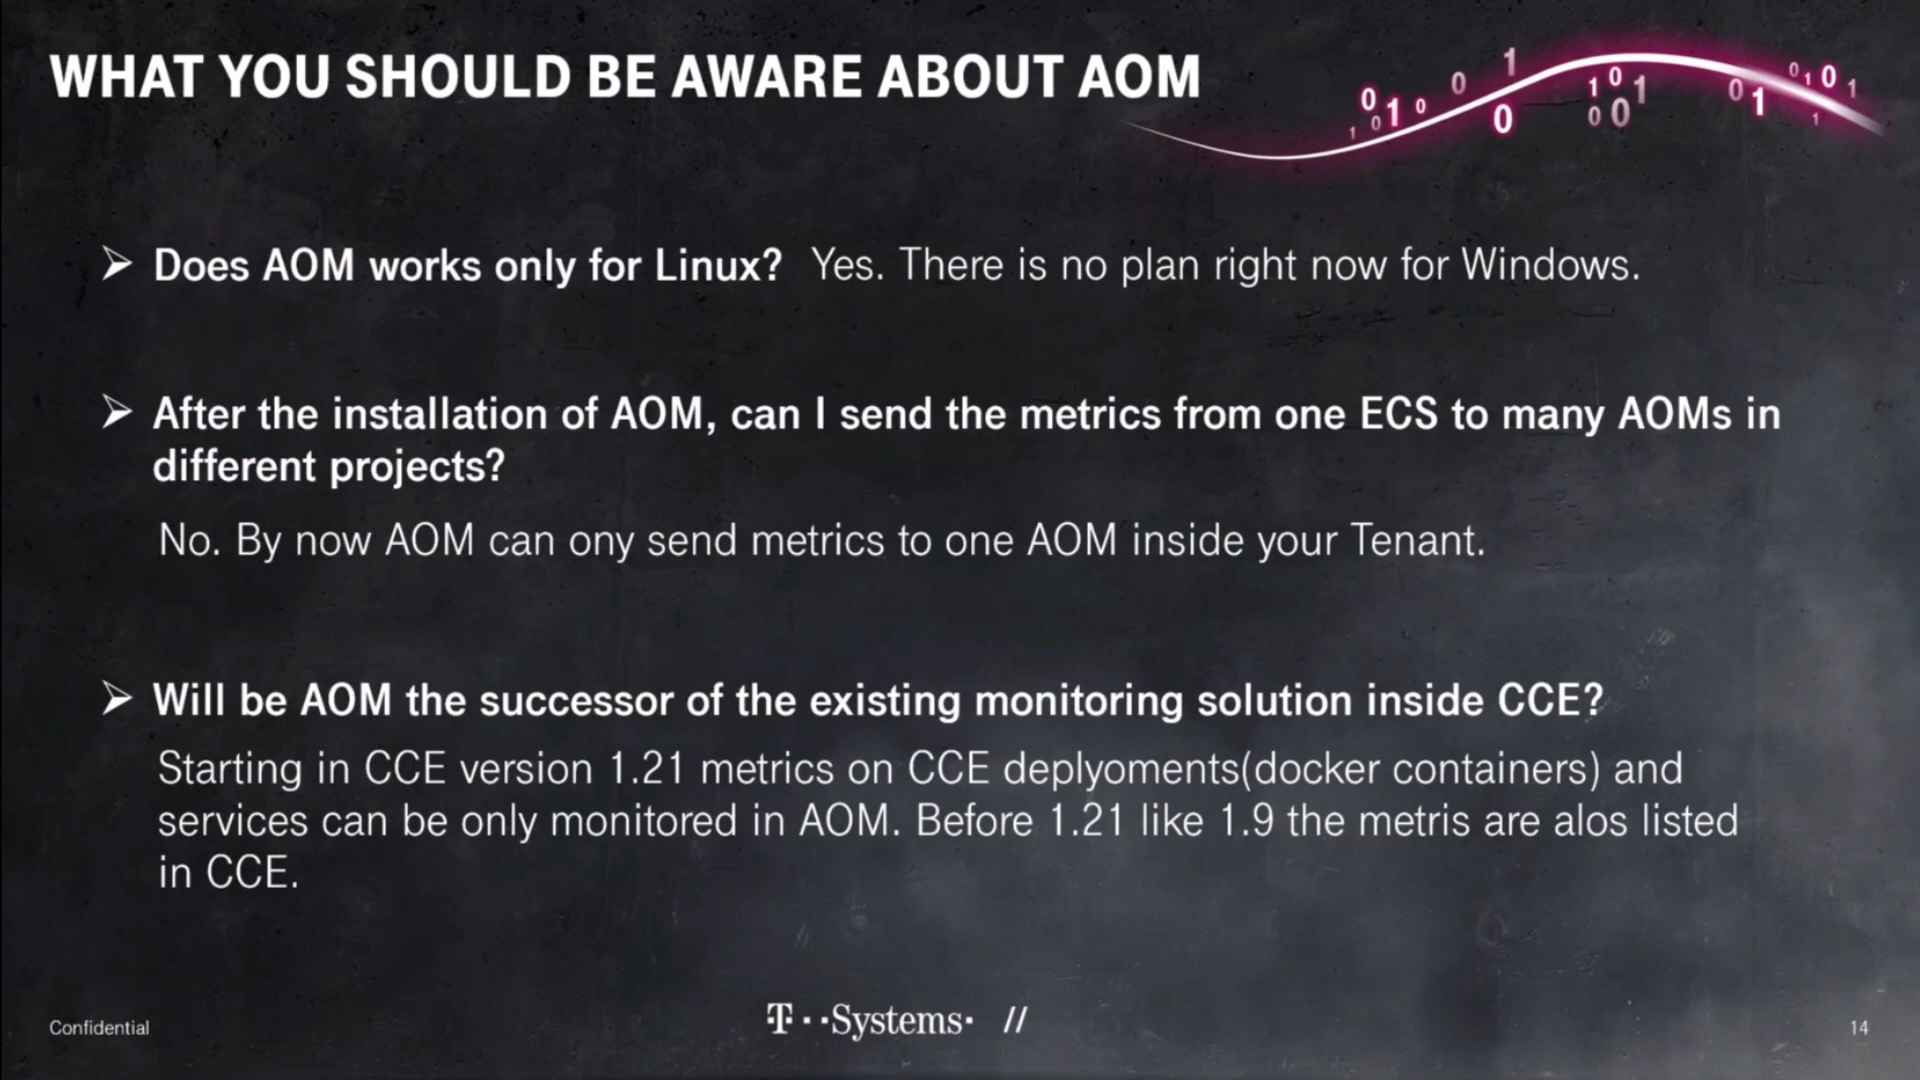 WHAT YOU SHOULD BE AWARE ABOUT AOM
Does AOM works only for Linux? Yes. There is no plan right now for Windows.
After the installation of AOM, can I send the metrics from one ECS to many AOMs in
different projects?
No. By now AOM can ony send metrics to one AOM inside your Tenant.
Will be AOM the successor of the existing monitoring solution inside CCE?
Starting in CCE version 1.21 metrics on CCE deplyoments(docker containers) and
services can be only monitored in AOM. Before 1.21 like 1.9 the metris are alos listed
in CCE.
Confidential
T··Systems· //
14